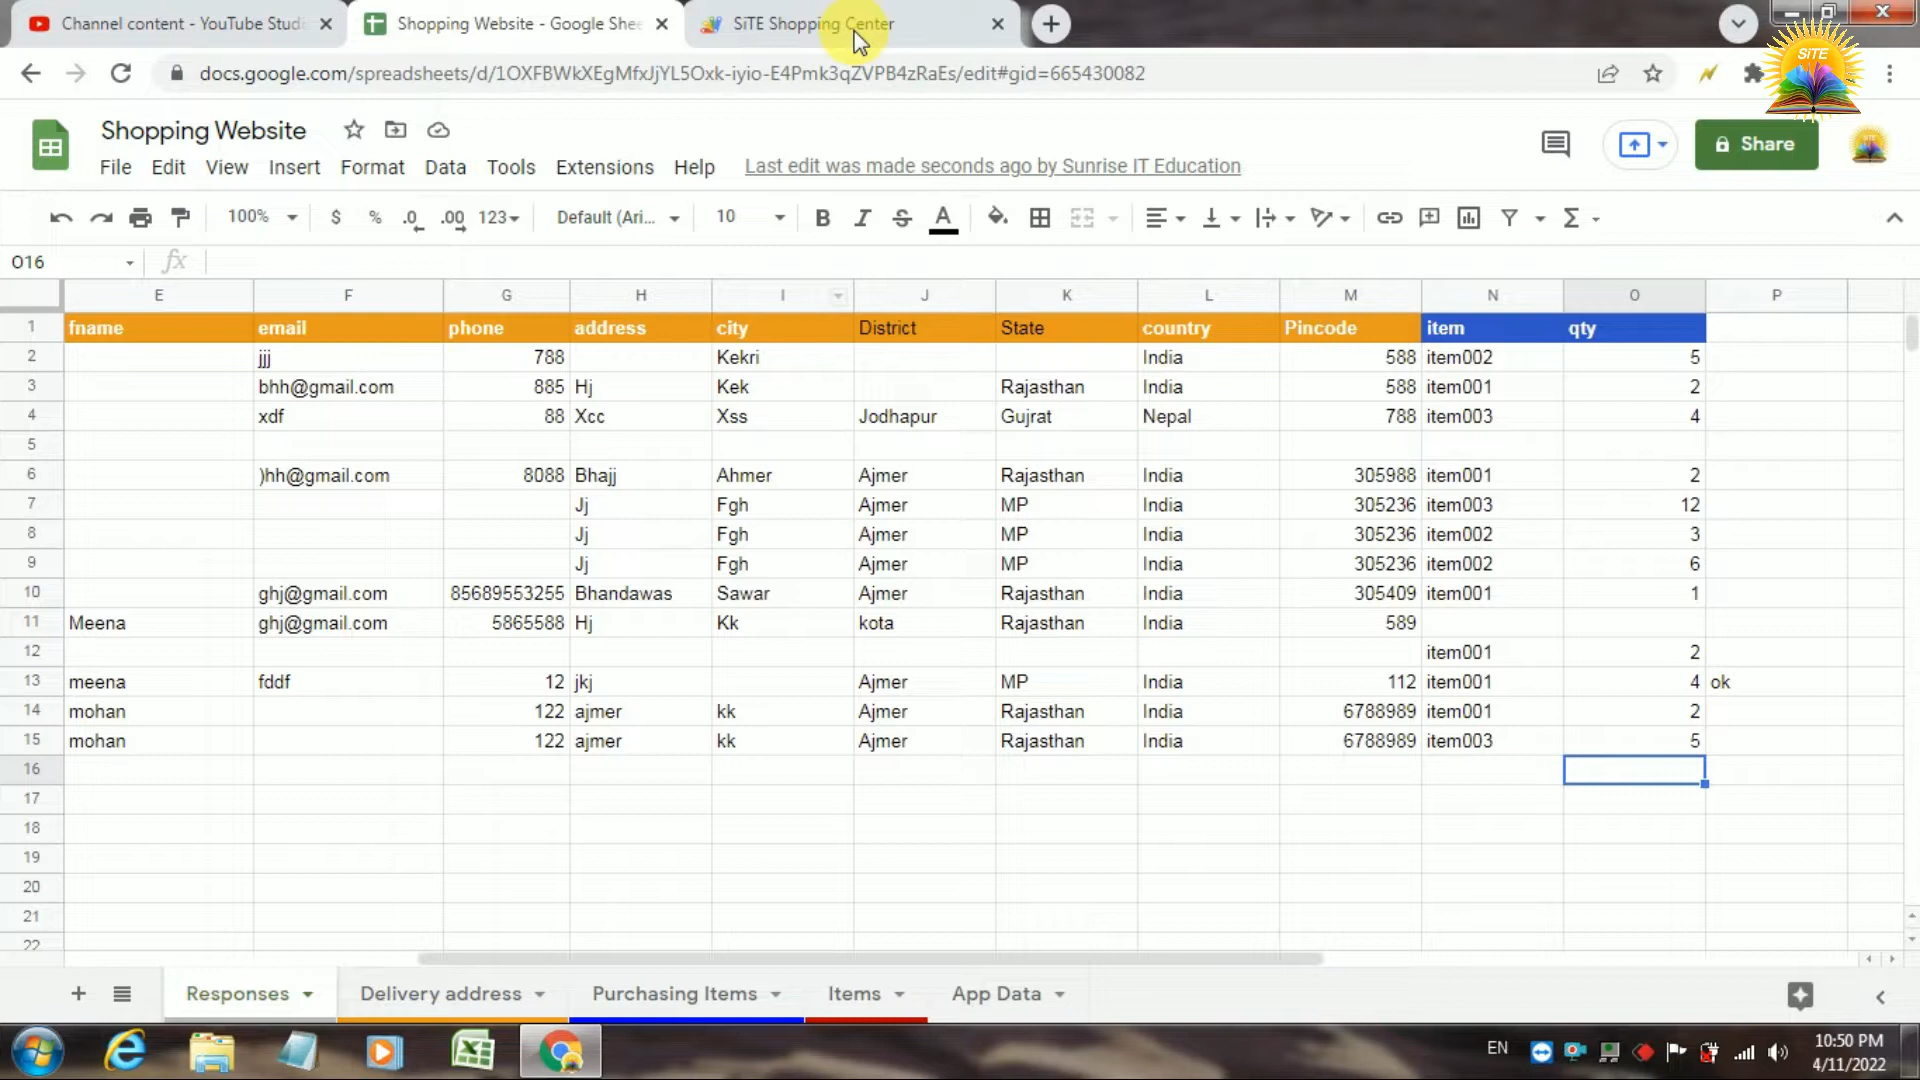 Channel content - YouTube Studi
Shopping Website - Google Shee
SiTE Shopping Center
docs.google.com/spreadsheets/d/1OXFBWkXEgMfxJjYL5Oxk-iyio-E4Pmk3qZVPB4zRaEs/edit#gid=665430082
SiTE
Shopping Website
Share
File Edit View Insert Format Data Tools Extensions Help Last edit was made seconds ago by Sunrise IT Education
100% $ % .0 .00 123 Default (Ari... 10 B I S A Σ
O16 fx
E F G H I J K L M N O P
1 fname email phone address city District State country Pincode item qty
2 jjj 788 Kekri India 588 item002 5
3 bhh@gmail.com 885 Hj Kek Rajasthan India 588 item001 2
4 xdf 88 Xcc Xss Jodhapur Gujrat Nepal 788 item003 4
5
6 )hh@gmail.com 8088 Bhajj Ahmer Ajmer Rajasthan India 305988 item001 2
7 Jj Fgh Ajmer MP India 305236 item003 12
8 Jj Fgh Ajmer MP India 305236 item002 3
9 Jj Fgh Ajmer MP India 305236 item002 6
10 ghj@gmail.com 85689553255 Bhandawas Sawar Ajmer Rajasthan India 305409 item001 1
11 Meena ghj@gmail.com 5865588 Hj Kk kota Rajasthan India 589
12 item001 2
13 meena fddf 12 jkj Ajmer MP India 112 item001 4 ok
14 mohan 122 ajmer kk Ajmer Rajasthan India 6788989 item001 2
15 mohan 122 ajmer kk Ajmer Rajasthan India 6788989 item003 5
16
17
18
19
20
21
22
Responses Delivery address Purchasing Items Items App Data
EN
10:50 PM
4/11/2022